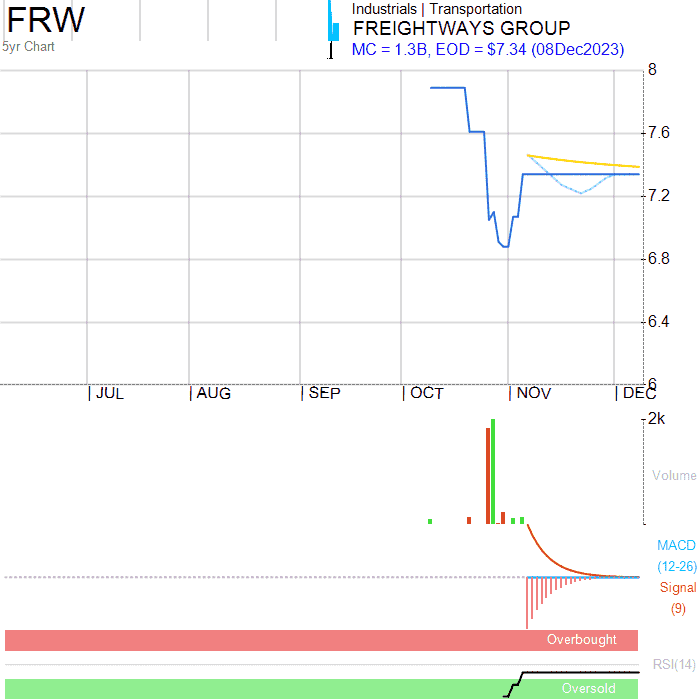 FRW
5yr Chart
Industrials | Transportation
FREIGHTWAYS GROUP
MC = 1.3B, EOD = $7.34 (08Dec2023)
8
7.6
7.2
6.8
6.4
6
JUL AUG SEP OCT NOV DEC
2k
Volume
MACD
(12-26)
Signal
(9)
Overbought
RSI(14)
Oversold